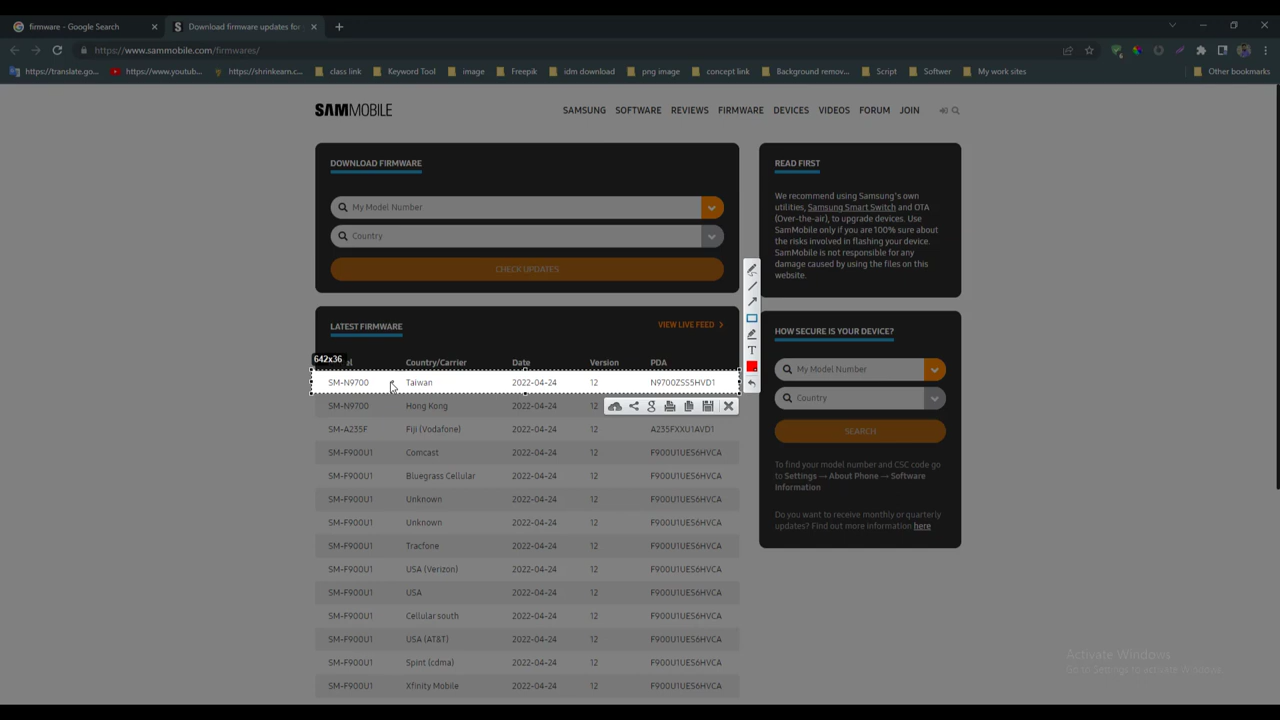 firmware - Google Search
Download firmware updates for
https://www.sammobile.com/firmwares/
https://translate.go...
https://www.youtub...
https://shrinkearn.c...
class link
Keyword Tool
image
Freepik
idm download
png image
concept link
Background remov...
Script
Softwer
My work sites
Other bookmarks
SAMMOBILE
SAMSUNG SOFTWARE REVIEWS FIRMWARE DEVICES VIDEOS FORUM JOIN
DOWNLOAD FIRMWARE
My Model Number
Country
CHECK UPDATES
READ FIRST
We recommend using Samsung's own
utilities, Samsung Smart Switch and OTA
(Over-the-air), to upgrade devices. Use
SamMobile only if you are 100% sure about
the risks involved in flashing your device.
SamMobile is not responsible for any
damage caused by using the files on this
website.
LATEST FIRMWARE
VIEW LIVE FEED
642x36
Country/Carrier Date Version PDA
SM-N9700 Taiwan 2022-04-24 12 N9700ZSS5HVD1
SM-N9700 Hong Kong 2022-04-24 12
SM-A235F Fiji (Vodafone) 2022-04-24 12 A235FXXU1AVD1
SM-F900U1 Comcast 2022-04-24 12 F900U1UES6HVCA
SM-F900U1 Bluegrass Cellular 2022-04-24 12 F900U1UES6HVCA
SM-F900U1 Unknown 2022-04-24 12 F900U1UES6HVCA
SM-F900U1 Unknown 2022-04-24 12 F900U1UES6HVCA
SM-F900U1 Tracfone 2022-04-24 12 F900U1UES6HVCA
SM-F900U1 USA (Verizon) 2022-04-24 12 F900U1UES6HVCA
SM-F900U1 USA 2022-04-24 12 F900U1UES6HVCA
SM-F900U1 Cellular south 2022-04-24 12 F900U1UES6HVCA
SM-F900U1 USA (AT&T) 2022-04-24 12 F900U1UES6HVCA
SM-F900U1 Spint (cdma) 2022-04-24 12 F900U1UES6HVCA
SM-F900U1 Xfinity Mobile 2022-04-24 12 F900U1UES6HVCA
HOW SECURE IS YOUR DEVICE?
My Model Number
Country
SEARCH
To find your model number and CSC code go
to Settings → About Phone → Software
Information
Do you want to receive monthly or quarterly
updates? Find out more information here
Activate Windows
Go to Settings to activate Windows.